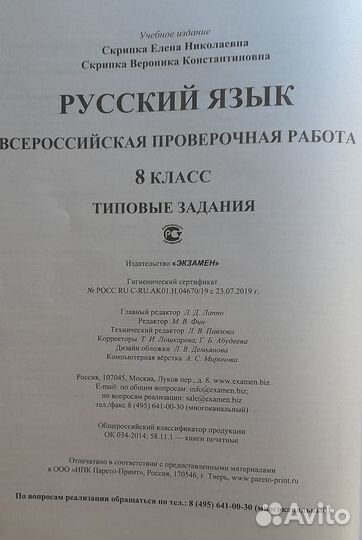 Учебное издание
Скрипка Елена Николаевна
Скрипка Вероника Константиновна
РУССКИЙ ЯЗЫК
ВСЕРОССИЙСКАЯ ПРОВЕРОЧНАЯ РАБОТА
8 КЛАСС
ТИПОВЫЕ ЗАДАНИЯ
Издательство «ЭКЗАМЕН»
Гигиенический сертификат
№ РОСС RU C-RU.АК01.Н.04670/19 с 23.07.2019 г.
Главный редактор Л. Д. Лаппо
Редактор М. В. Фин
Технический редактор Л. В. Павлова
Корректоры Т. И. Лошкарева, Г. Б. Абудеева
Дизайн обложки Л. В. Демьянова
Компьютерная вёрстка А. С. Миронова
Россия, 107045, Москва, Луков пер., д. 8. www.examen.biz
E-mail: по общим вопросам: info@examen.biz;
по вопросам реализации: sale@examen.biz
тел./факс 8 (495) 641-00-30 (многоканальный)
Общероссийский классификатор продукции
ОК 034-2014; 58.11.1 — книги печатные
Отпечатано в соответствии с предоставленными материалами
в ООО «ИПК Парето-Принт», Россия, 170546, г. Тверь, www.pareto-print.ru
По вопросам реализации обращаться по тел.: 8 (495) 641-00-30 (многоканальный).
Avito